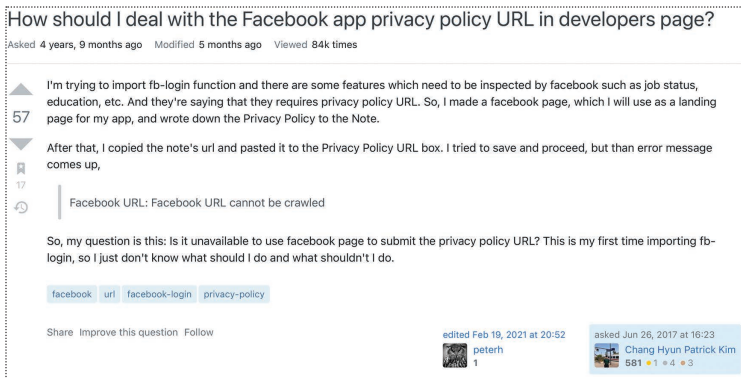 How should I deal with the Facebook app privacy policy URL in developers page?
Asked 4 years, 9 months ago Modified 5 months ago Viewed 84k times
I'm trying to import fb-login function and there are some features which need to be inspected by facebook such as job status,
57
education, etc. And they're saying that they requires privacy policy URL. So, I made a facebook page, which I will use as a landing
page for my app, and wrote down the Privacy Policy to the Note.
After that, I copied the note's url and pasted it to the Privacy Policy URL box. I tried to save and proceed, but than error message
comes up,
17
Facebook URL: Facebook URL cannot be crawled
So, my question is this: Is it unavailable to use facebook page to submit the privacy policy URL? This is my first time importing fb-
login, so I just don't know what should I do and what shouldn't I do.
facebook url facebook-login privacy-policy
Share Improve this question Follow
edited Feb 19, 2021 at 20:52
peterh
1
asked Jun 26, 2017 at 16:23
Chang Hyun Patrick Kim
581 1 4 3